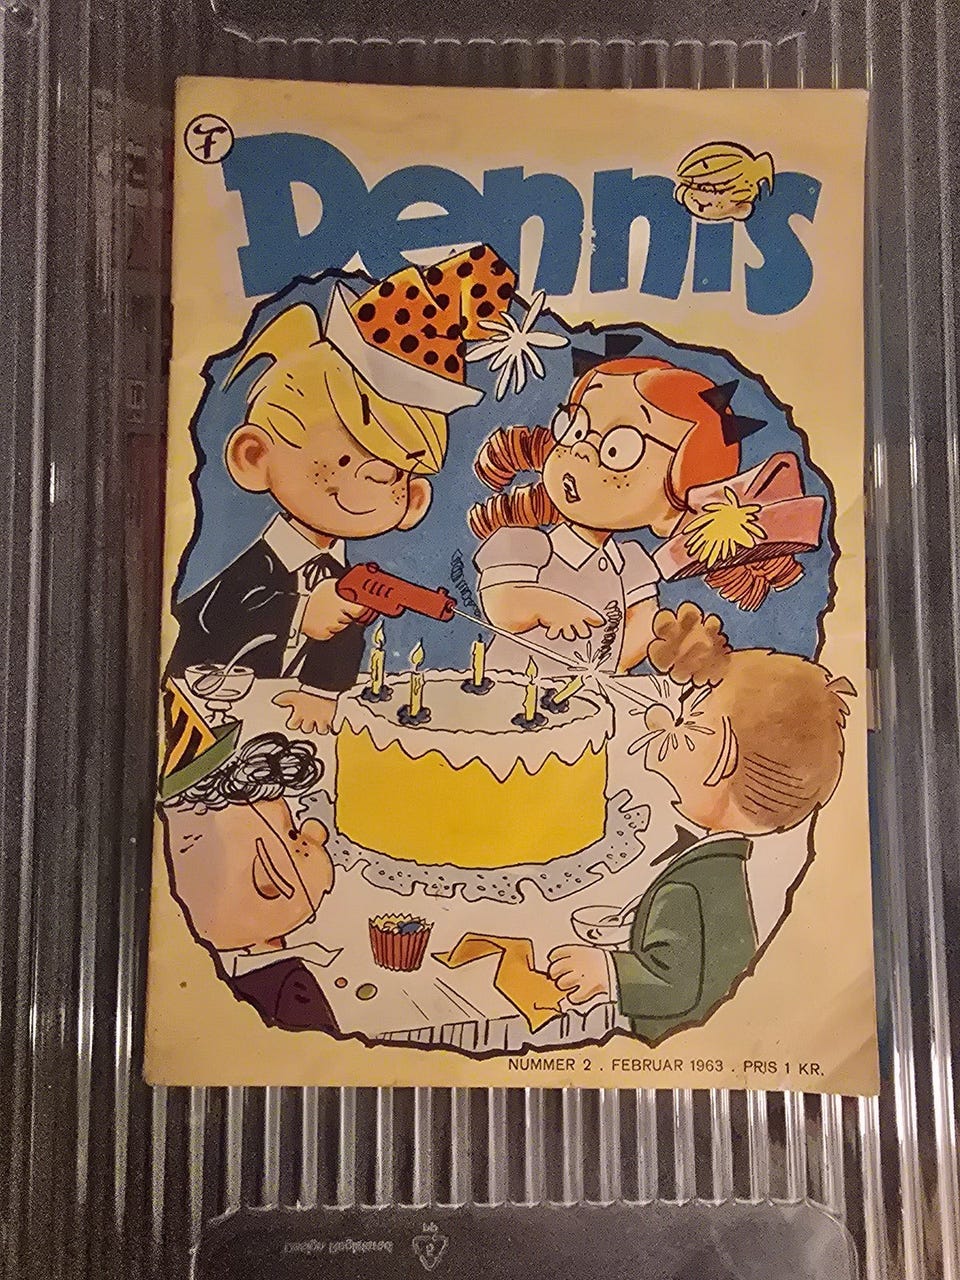 F
Dennis
NUMMER 2 . FEBRUAR 1963 . PRIS 1 KR.